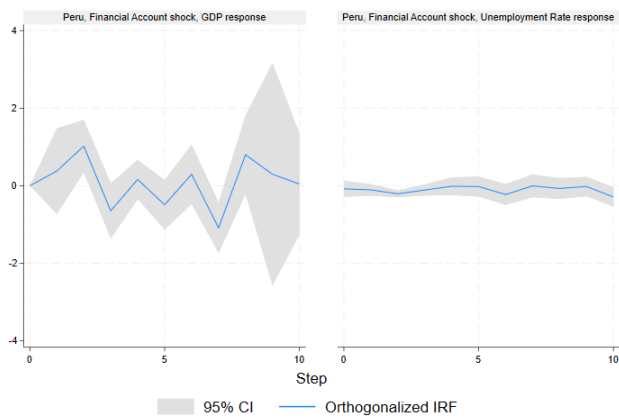 Peru, Financial Account shock, GDP response
Peru, Financial Account shock, Unemployment Rate response
4
2
0
-2
-4
0
5
10
0
5
10
Step
95% CI
Orthogonalized IRF